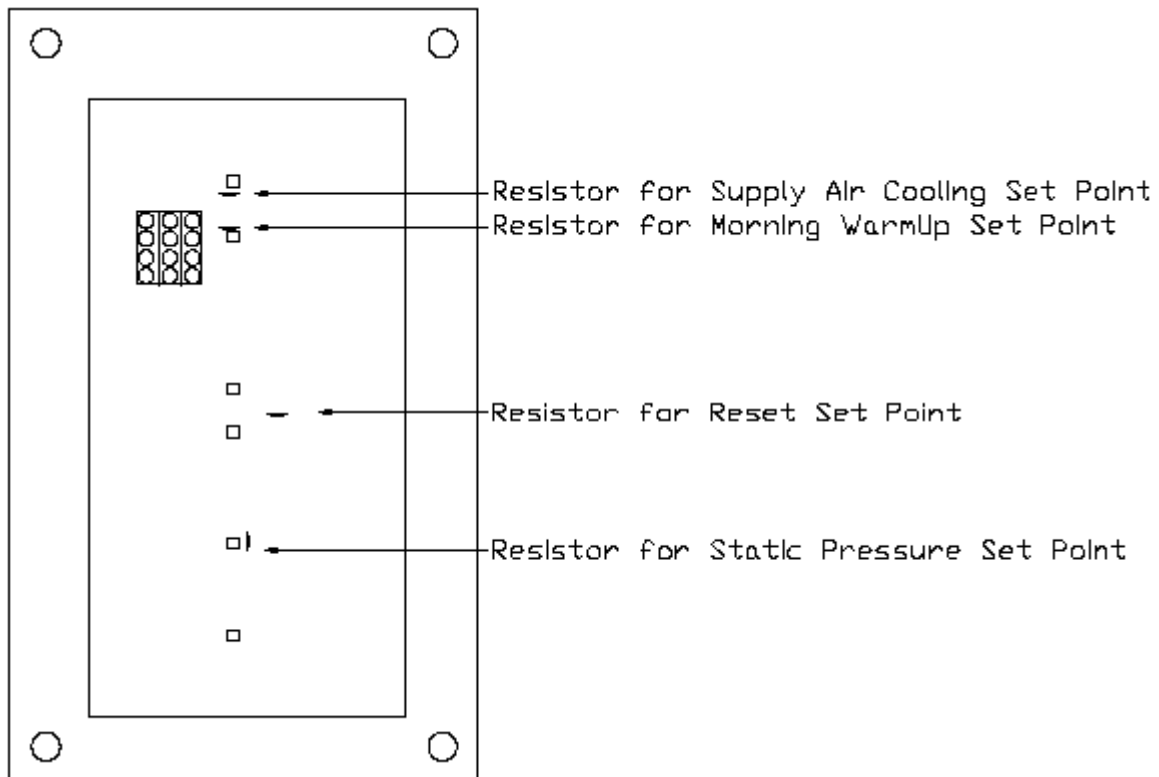 Resistor for Supply Air Cooling Set Point
Resistor for Morning WarmUp Set Point
Resistor for Reset Set Point
Resistor for Static Pressure Set Point